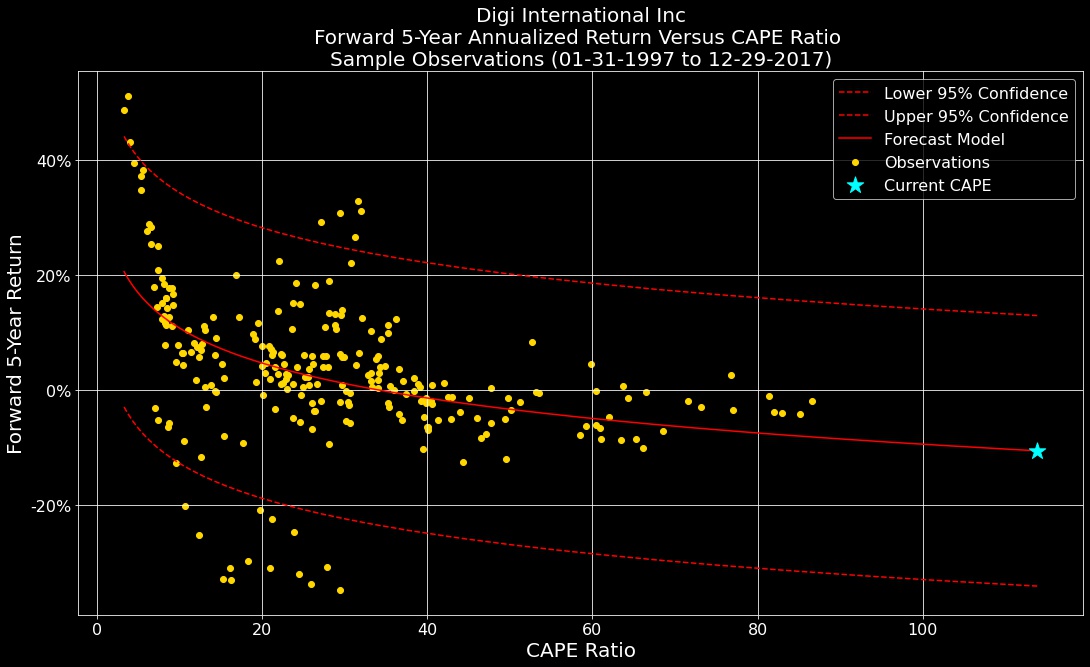 Digi International Inc
Forward 5-Year Annualized Return Versus CAPE Ratio
Sample Observations (01-31-1997 to 12-29-2017)
Lower 95% Confidence
Upper 95% Confidence
Forecast Model
Observations
Current CAPE
Forward 5-Year Return
40%
20%
0%
-20%
0 20 40 60 80 100
CAPE Ratio